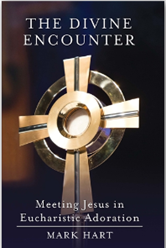 THE DIVINE
ENCOUNTER
Meeting Jesus in
Eucharistic Adoration
MARK HART